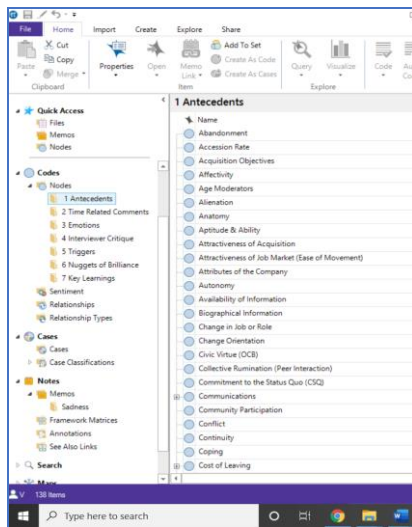 File Home Import Create Explore Share
Cut
Copy
Merge
Paste
Clipboard
Properties
Open
Memo Link
Add To Set
Create As Code
Create As Cases
Item
Query
Visualize
Explore
Code
Quick Access
Files
Memos
Nodes
Codes
Nodes
1 Antecedents
2 Time Related Comments
3 Emotions
4 Interviewer Critique
5 Triggers
6 Nuggets of Brilliance
7 Key Learnings
Sentiment
Relationships
Relationship Types
Cases
Cases
Case Classifications
Notes
Memos
Sadness
Framework Matrices
Annotations
See Also Links
Search
Maps
1 Antecedents
Name
Abandonment
Accession Rate
Acquisition Objectives
Affectivity
Age Moderators
Alienation
Anatomy
Aptitude & Ability
Attractiveness of Acquisition
Attractiveness of Job Market (Ease of Movement)
Attributes of the Company
Autonomy
Availability of Information
Biographical Information
Change in Job or Role
Change Orientation
Civic Virtue (OCB)
Collective Rumination (Peer Interaction)
Commitment to the Status Quo (CSQ)
Communications
Community Participation
Conflict
Continuity
Coping
Cost of Leaving
V 138 Items
Type here to search